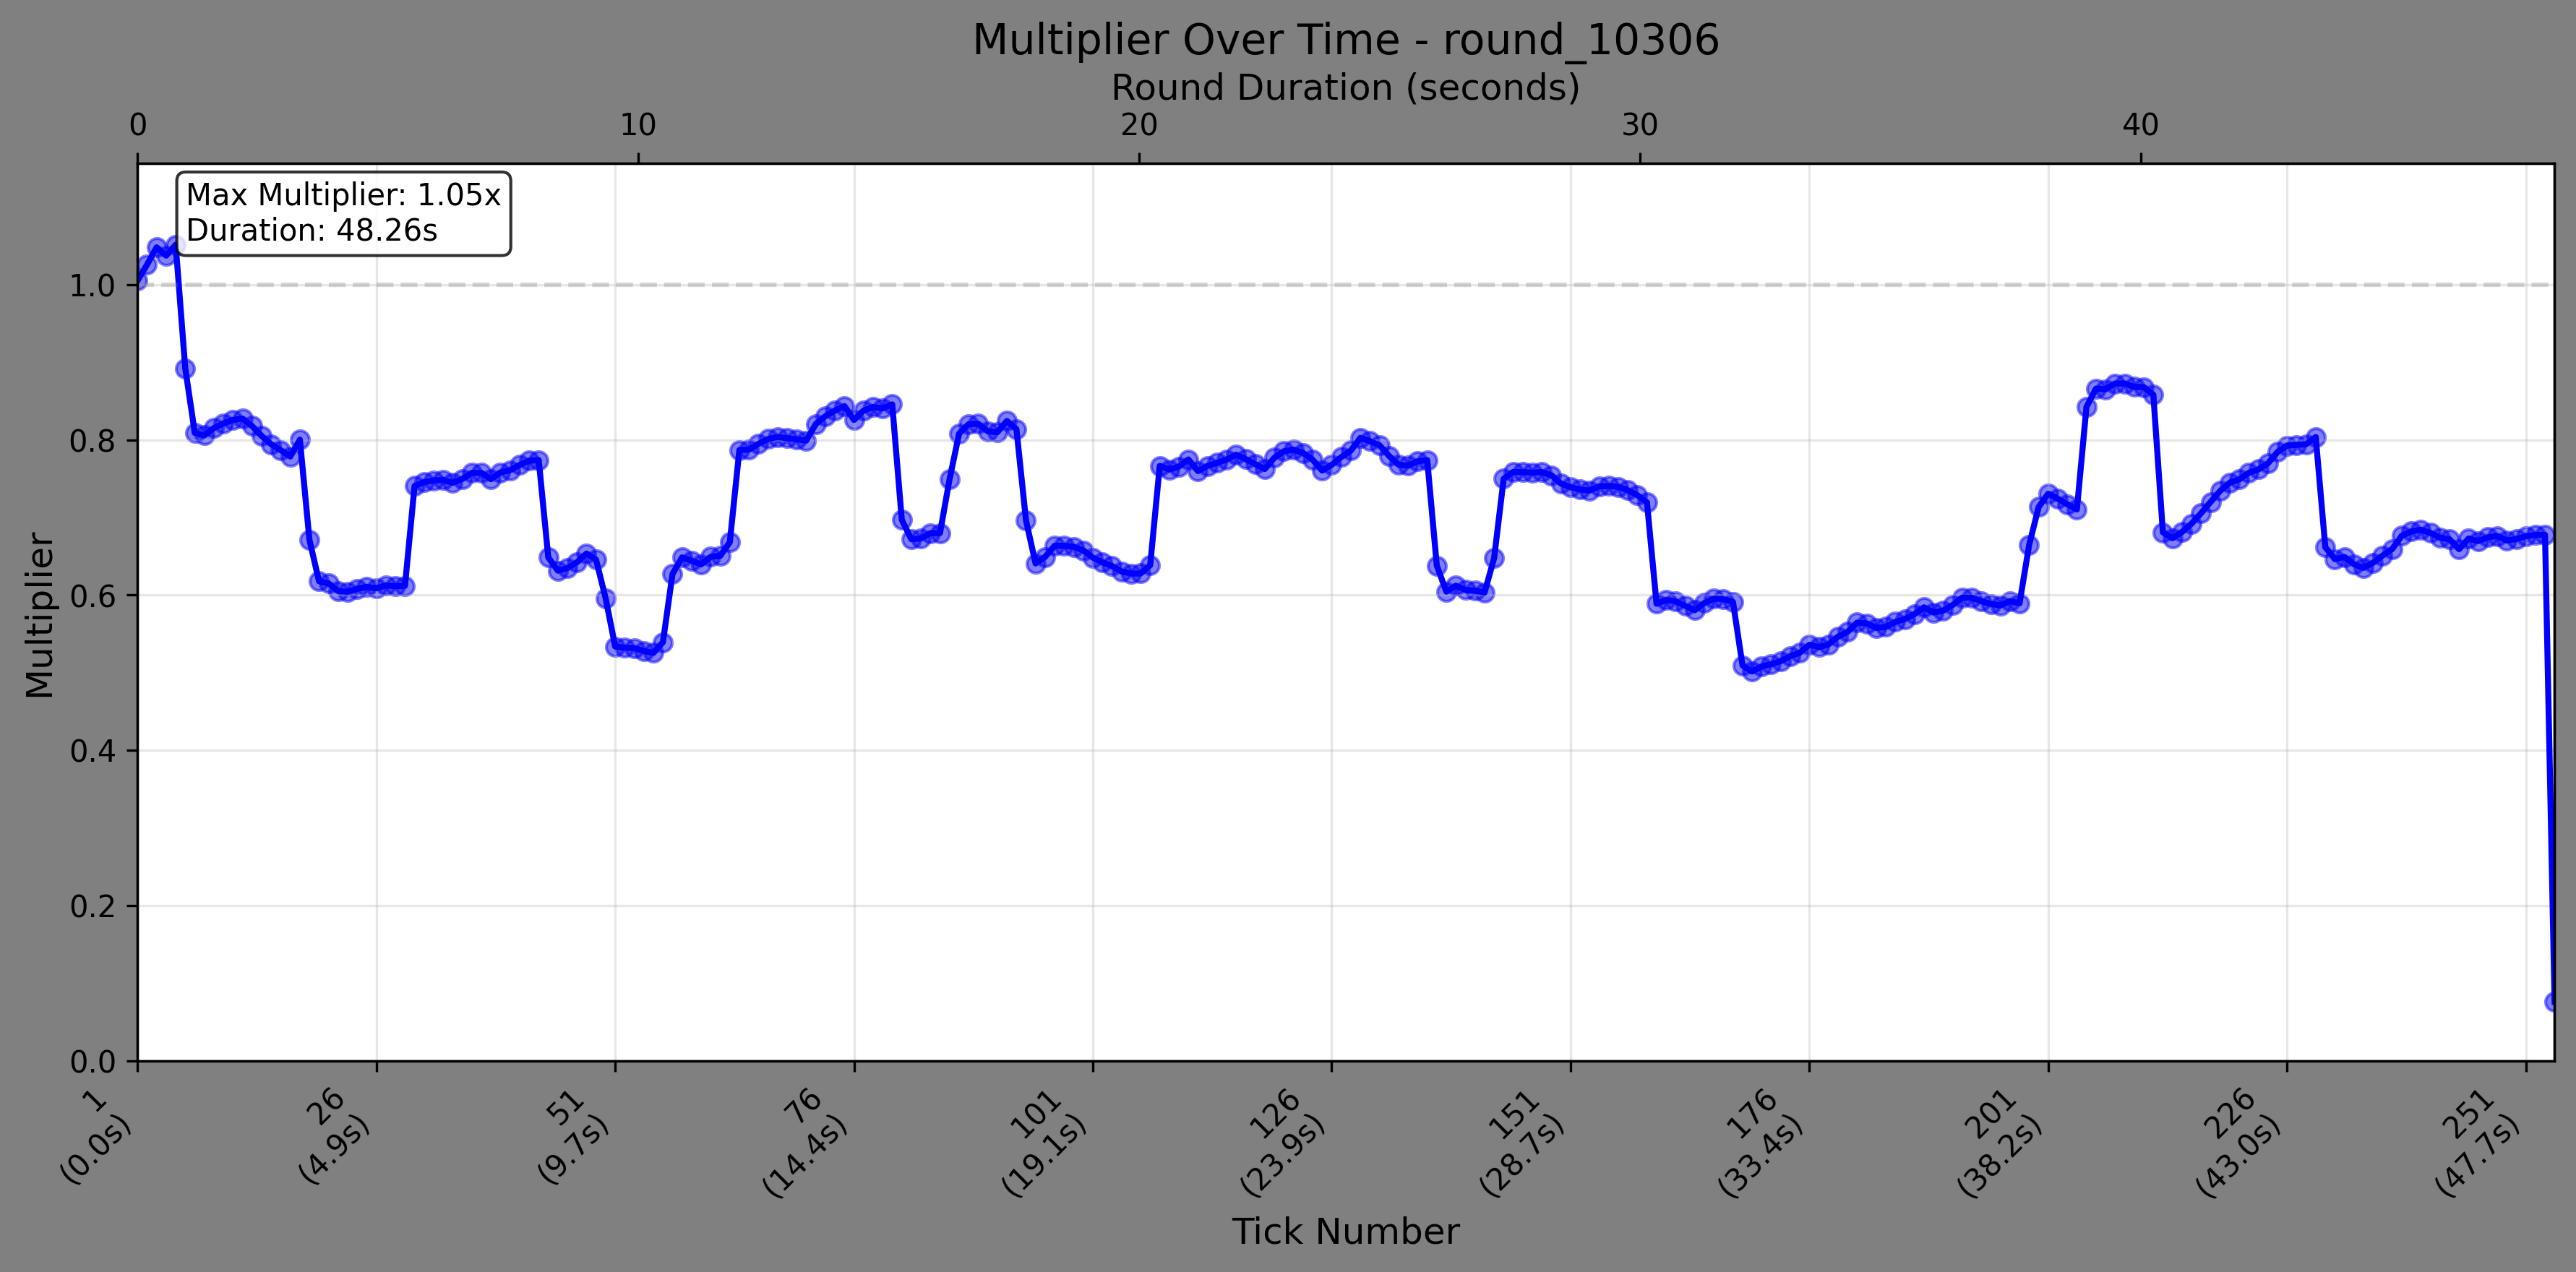 Multiplier Over Time - round_10306
Round Duration (seconds)
0 10 20 30 40
Max Multiplier: 1.05x
Duration: 48.26s
Multiplier
1.0
0.8
0.6
0.4
0.2
0.0
1
(0.0s)
26
(4.9s)
51
(9.7s)
76
(14.4s)
101
(19.1s)
126
(23.9s)
151
(28.7s)
176
(33.4s)
201
(38.2s)
226
(43.0s)
251
(47.7s)
Tick Number